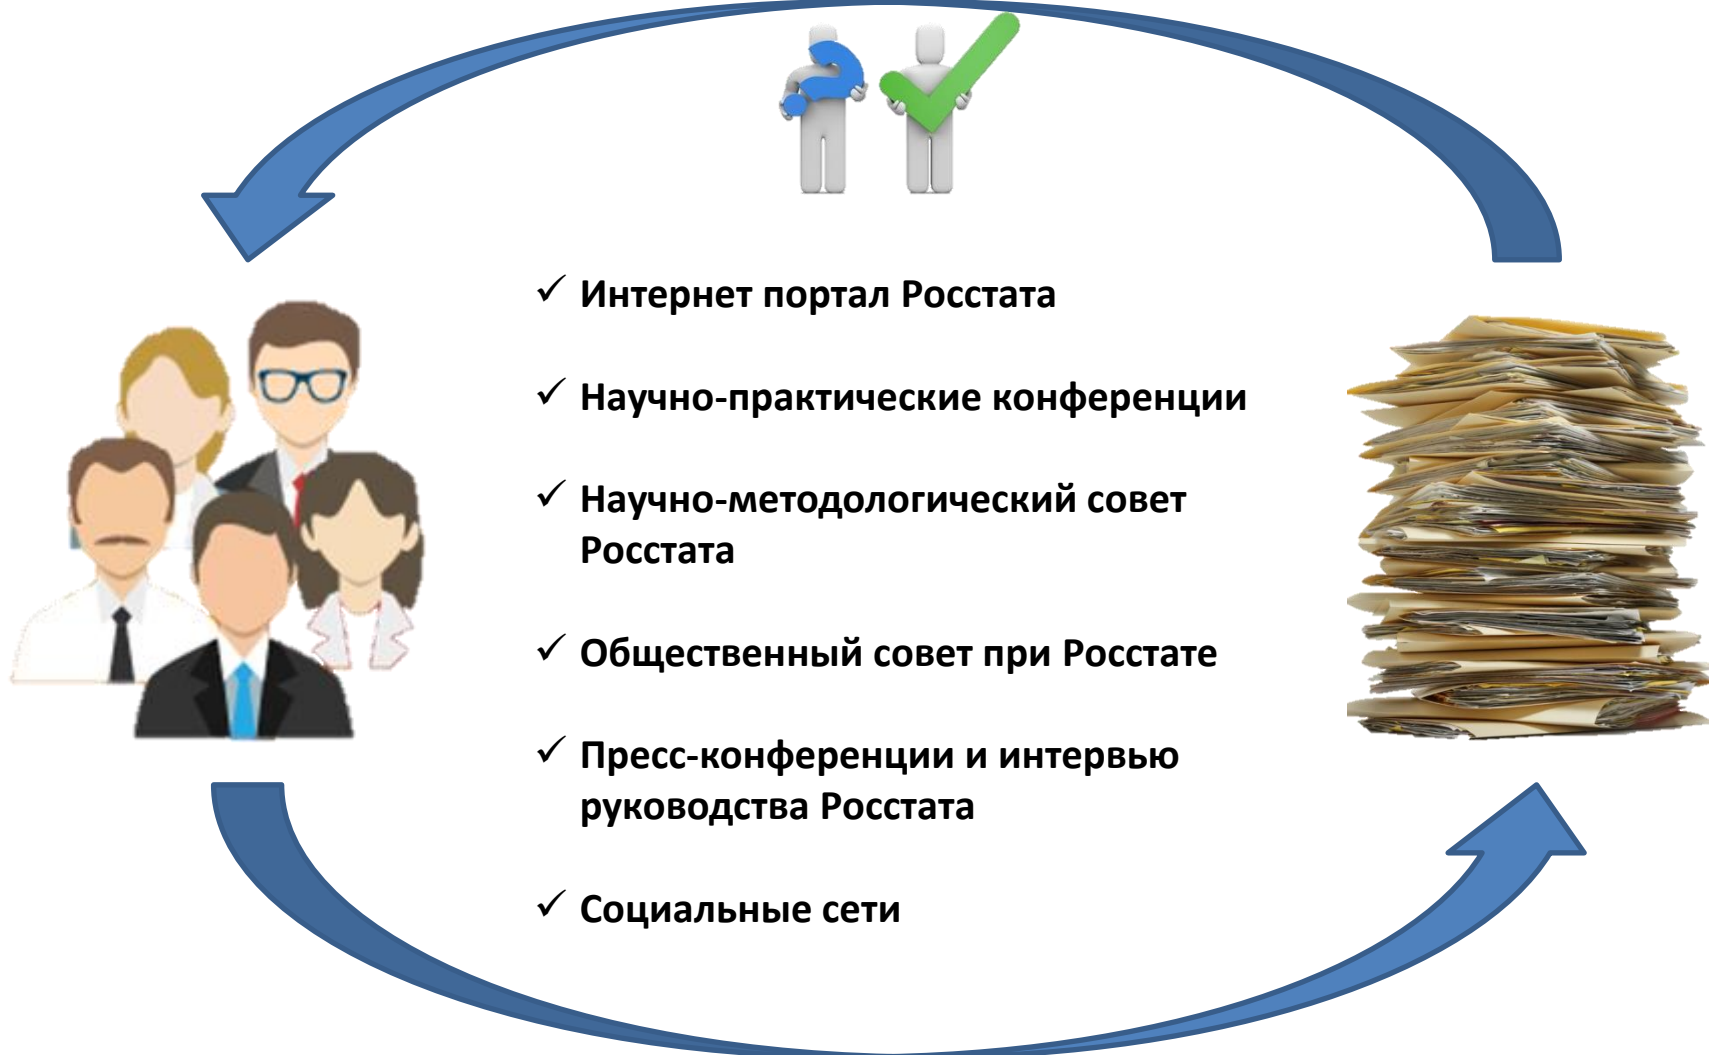 ✓ Интернет портал Росстата
✓ Научно-практические конференции
✓ Научно-методологический совет
Росстата
✓ Общественный совет при Росстате
✓ Пресс-конференции и интервью
руководства Росстата
✓ Социальные сети